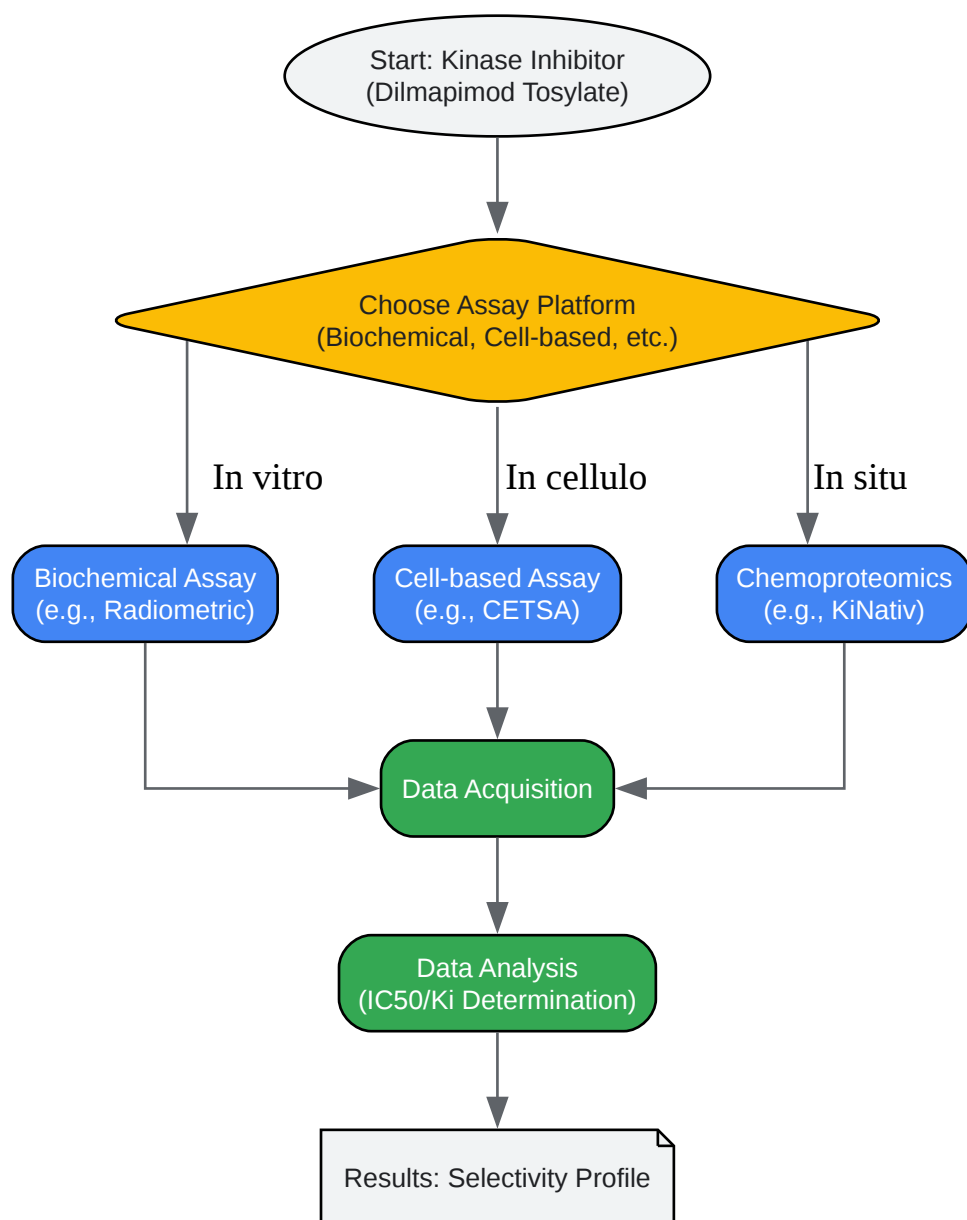 Start: Kinase Inhibitor
(Dilmapimod Tosylate)
Choose Assay Platform
(Biochemical, Cell-based, etc.)
In vitro
In cellulo
In situ
Biochemical Assay
(e.g., Radiometric)
Cell-based Assay
(e.g., CETSA)
Chemoproteomics
(e.g., KiNativ)
Data Acquisition
Data Analysis
(IC50/Ki Determination)
Results: Selectivity Profile